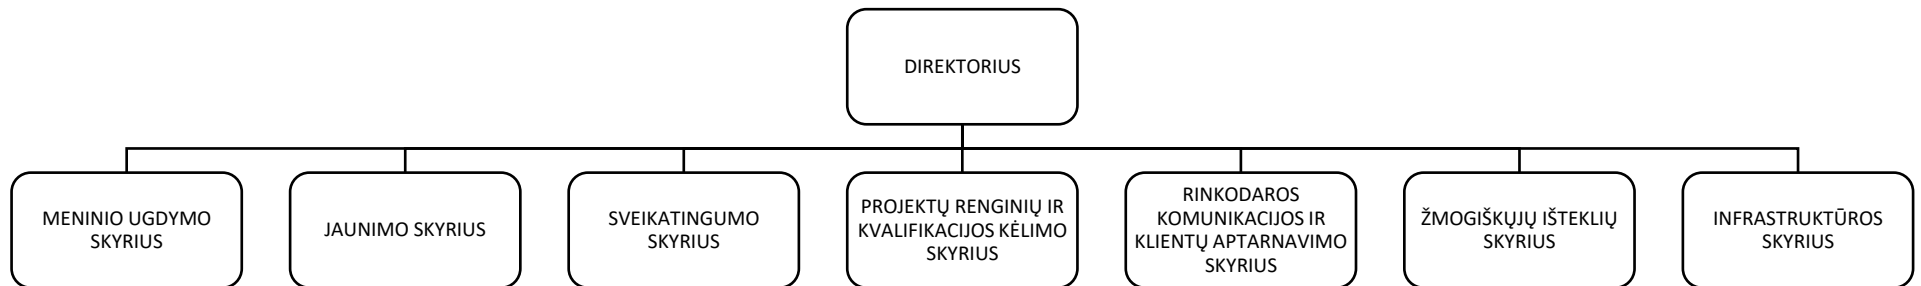 DIREKTORIUS
MENINIO UGDYMO
SKYRIUS
JAUNIMO SKYRIUS
SVEIKATINGUMO
SKYRIUS
PROJEKTŲ RENGINIŲ IR
KVALIFIKACIJOS KĖLIMO
SKYRIUS
RINKODAROS
KOMUNIKACIJOS IR
KLIENTŲ APTARNAVIMO
SKYRIUS
ŽMOGIŠKŲJŲ IŠTEKLIŲ
SKYRIUS
INFRASTRUKTŪROS
SKYRIUS